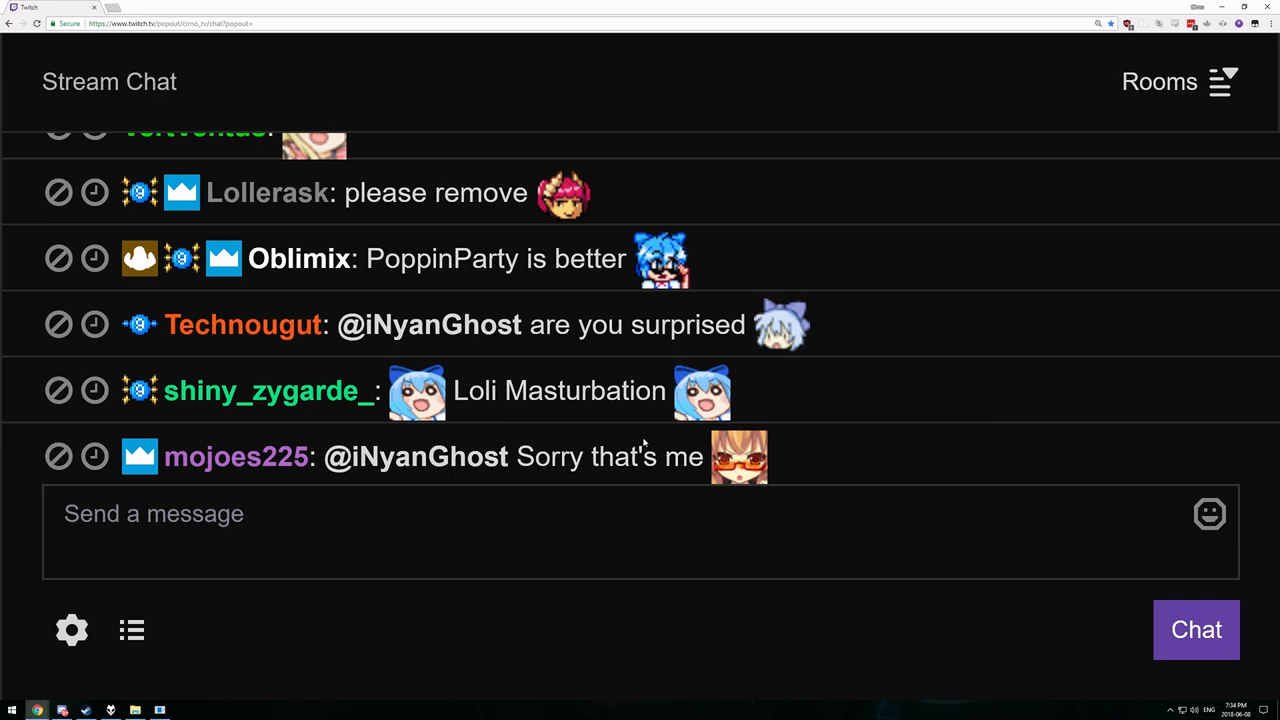 Twitch
Cirno
Secure
https://www.twitch.tv/popout/cirno_tv/chat?popout=
Stream Chat
Rooms
VertVentus:
Lollerask: please remove
Oblimix: PoppinParty is better
Technougut: @iNyanGhost are you surprised
shiny_zygarde_: Loli Masturbation
mojoes225: @iNyanGhost Sorry that's me
Send a message
Chat
ENG
7:34 PM
2018-06-08